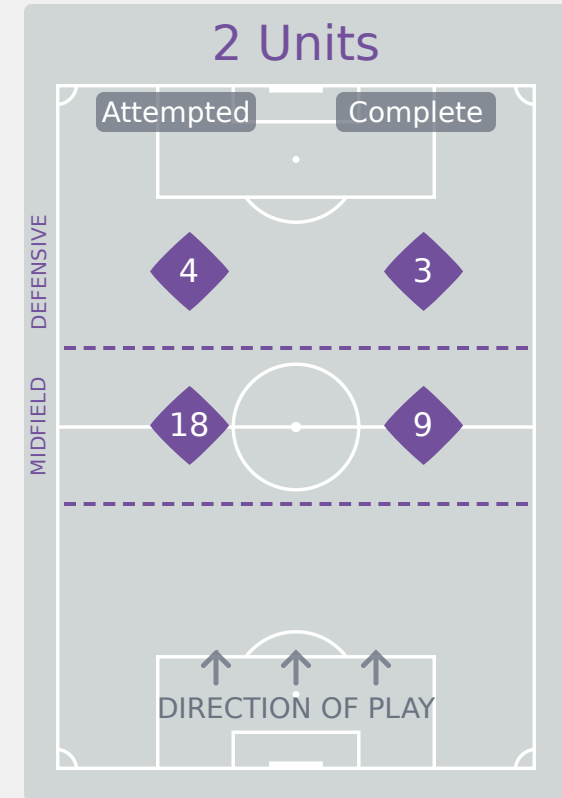 2 Units
Attempted Complete
DEFENSIVE
4 3
MIDFIELD
18 9
DIRECTION OF PLAY